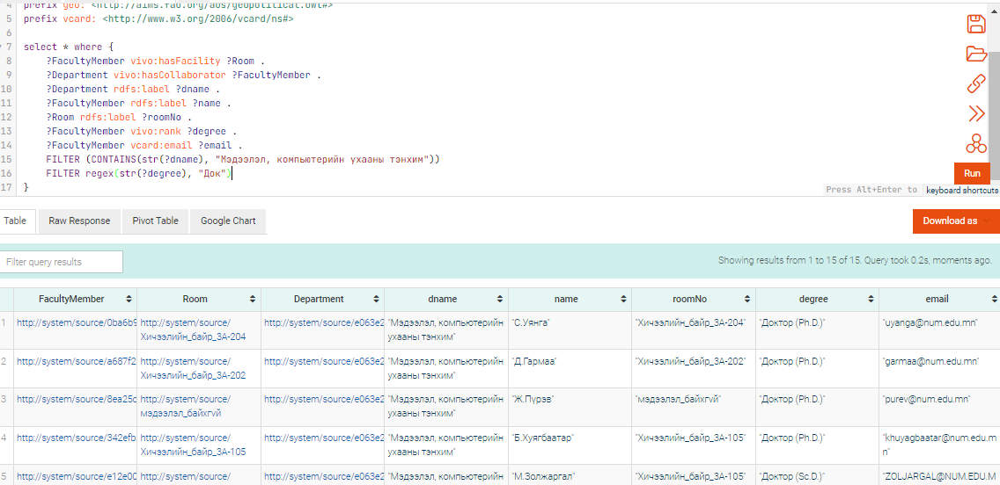 4 prefix geo: <http://aims.fao.org/aos/geopolitical.owl#>
5 prefix vcard: <http://www.w3.org/2006/vcard/ns#>
6
7 select * where {
8 ?FacultyMember vivo:hasFacility ?Room .
9 ?Department vivo:hasCollaborator ?FacultyMember .
10 ?Department rdfs:label ?dname .
11 ?FacultyMember rdfs:label ?name .
12 ?Room rdfs:label ?roomNo .
13 ?FacultyMember vivo:rank ?degree .
14 ?FacultyMember vcard:email ?email .
15 FILTER (CONTAINS(str(?dname), "Мэдээлэл, компьютерийн ухааны тэнхим"))
16 FILTER regex(str(?degree), "Док")
17 }
Run
Press Alt+Enter to keyboard shortcuts
Table Raw Response Pivot Table Google Chart Download as
Filter query results Showing results from 1 to 15 of 15. Query took 0.2s, moments ago.
FacultyMember Room Department dname name roomNo degree email
1 http://system/source/0ba6b9 http://system/source/ http://system/source/e063e2 "Мэдээлэл, компьютерийн "С.Уянга" "Хичээлийн_байр_3А-204" "Доктор (Ph.D.)" "uyanga@num.edu.mn"
Хичээлийн_байр_3А-204 ухааны тэнхим"
2 http://system/source/a687f2 http://system/source/ http://system/source/e063e2 "Мэдээлэл, компьютерийн "Д.Гармаа" "Хичээлийн_байр_3А-202" "Доктор (Ph.D.)" "garmaa@num.edu.mn"
Хичээлийн_байр_3А-202 ухааны тэнхим"
3 http://system/source/8ea25c http://system/source/ http://system/source/e063e2 "Мэдээлэл, компьютерийн "Ж.Пүрэв" "мэдээлэл_байхгүй" "Доктор (Ph.D.)" "purev@num.edu.mn"
мэдээлэл_байхгүй ухааны тэнхим"
4 http://system/source/342efb http://system/source/ http://system/source/e063e2 "Мэдээлэл, компьютерийн "Б.Хуягбаатар" "Хичээлийн_байр_3А-105" "Доктор (Ph.D.)" "khuyagbaatar@num.edu.m
Хичээлийн_байр_3А-105 ухааны тэнхим" n"
5 http://system/source/e12e00 http://system/source/ http://system/source/e063e2 "Мэдээлэл, компьютерийн "М.Золжаргал" "Хичээлийн_байр_3А-105" "Доктор (Sc.D.)" "ZOLJARGAL@NUM.EDU.M